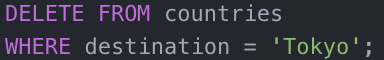 DELETE FROM countries
WHERE destination = 'Tokyo';